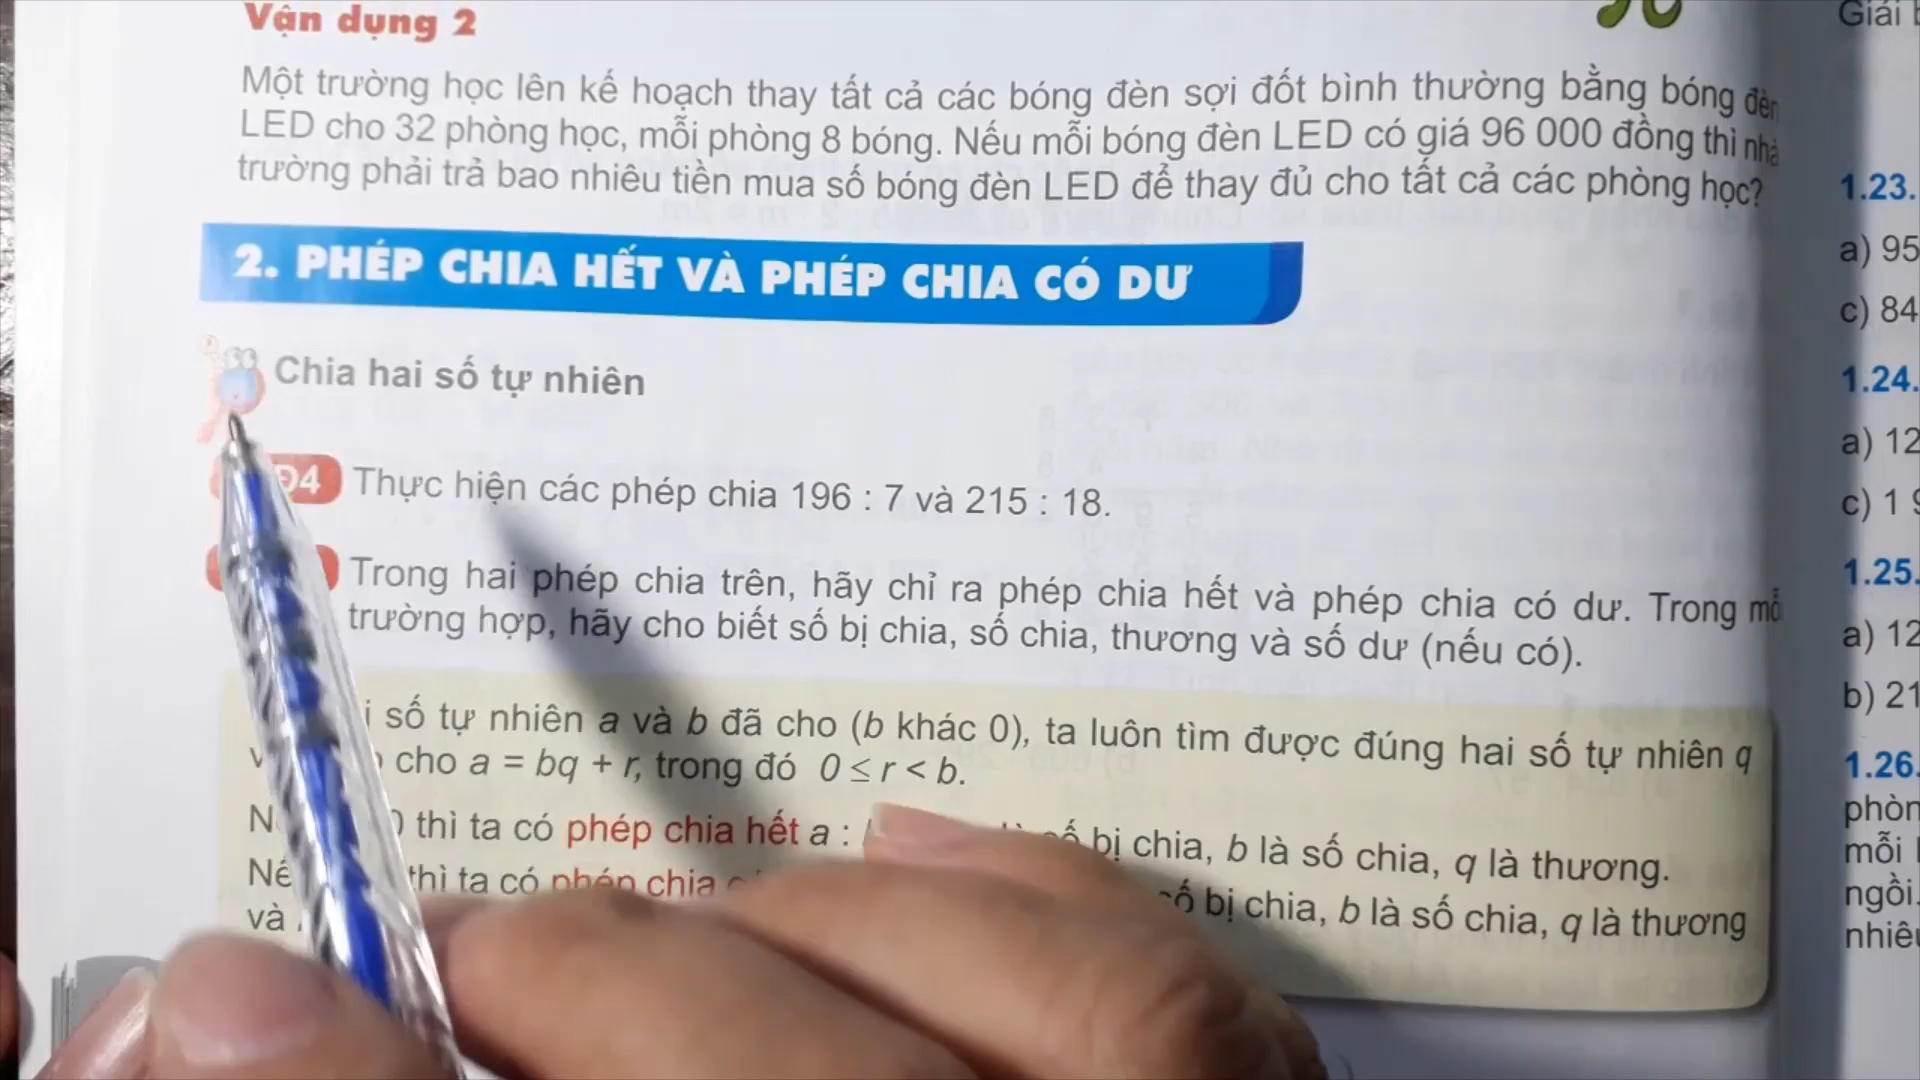 Vận dụng 2
Một trường học lên kế hoạch thay tất cả các bóng đèn sợi đốt bình thường bằng bóng đèn
LED cho 32 phòng học, mỗi phòng 8 bóng. Nếu mỗi bóng đèn LED có giá 96 000 đồng thì nhà
trường phải trả bao nhiêu tiền mua số bóng đèn LED để thay đủ cho tất cả các phòng học?
2. PHÉP CHIA HẾT VÀ PHÉP CHIA CÓ DƯ
Chia hai số tự nhiên
Đ4 Thực hiện các phép chia 196 : 7 và 215 : 18.
Trong hai phép chia trên, hãy chỉ ra phép chia hết và phép chia có dư. Trong
trường hợp, hãy cho biết số bị chia, số chia, thương và số dư (nếu có).
số tự nhiên a và b đã cho (b khác 0), ta luôn tìm được đúng hai số tự nhiên q
cho a = bq + r, trong đó 0 ≤ r < b.
thì ta có phép chia hết a : bị chia, b là số chia, q là thương.
thì ta có phép chia bị chia, b là số chia, q là thương
và
Giải
1.23.
a) 95
c) 84
1.24.
a) 12
c) 1
1.25.
a) 12
b) 21
1.26.
mỗi
ngồi.